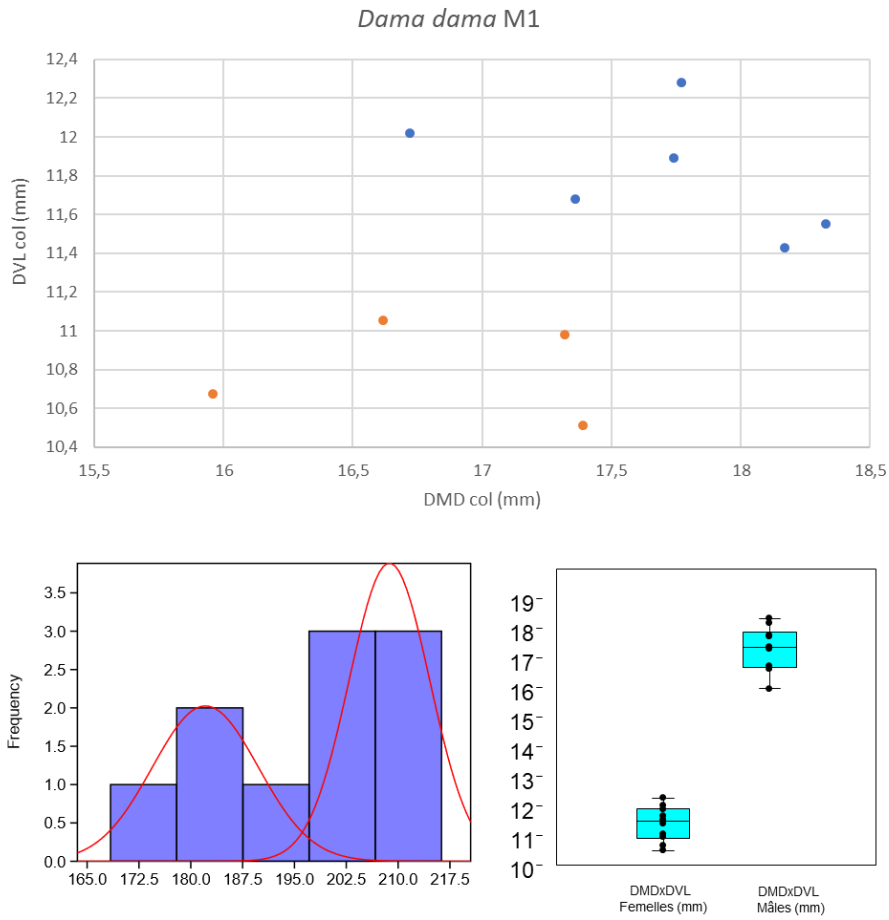 Dama dama M1
12,4
12,2
12
11,8
11,6
11,4
11,2
11
10,8
10,6
10,4
DVL col (mm)
15,5 16 16,5 17 17,5 18 18,5
DMD col (mm)
3.5
3.0
2.5
2.0
1.5
1.0
0.5
0.0
Frequency
165.0 172.5 180.0 187.5 195.0 202.5 210.0 217.5
19
18
17
16
15
14
13
12
11
10
DMDxDVL
Femelles (mm)
DMDxDVL
Mâles (mm)